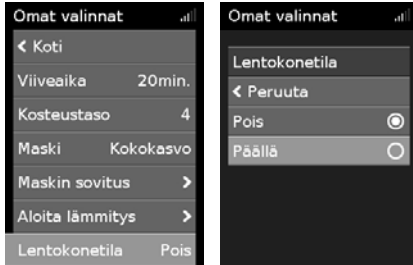 Omat valinnat
< Koti
Viiveaika 20min.
Kosteustaso 4
Maski Kokokasvo
Maskin sovitus >
Aloita lämmitys >
Lentokonetila Pois
Omat valinnat
Lentokonetila
< Peruuta
Pois
Päällä